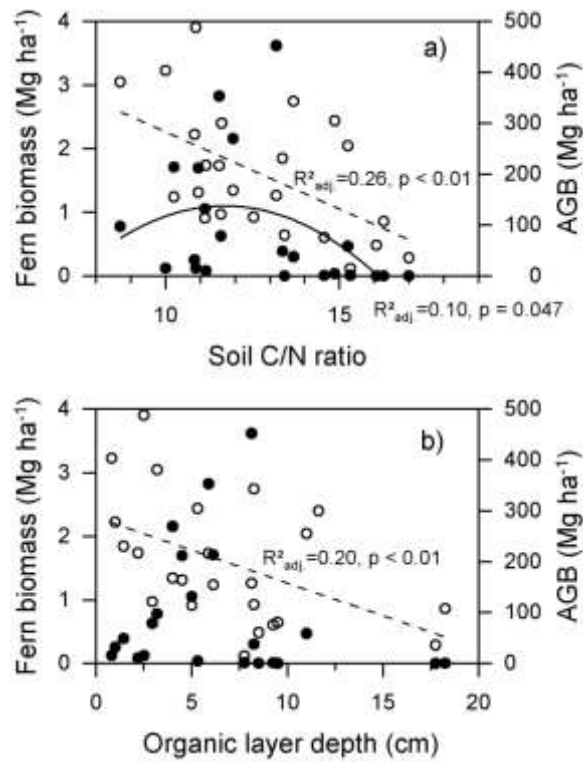 a)
Fern biomass (Mg ha⁻¹)
4
3
2
1
0
500
400
300
200
100
0
AGB (Mg ha⁻¹)
R²adj.=0.26, p < 0.01
R²adj.=0.10, p = 0.047
10
15
Soil C/N ratio
b)
Fern biomass (Mg ha⁻¹)
4
3
2
1
0
500
400
300
200
100
0
AGB (Mg ha⁻¹)
R²adj.=0.20, p < 0.01
0
5
10
15
20
Organic layer depth (cm)